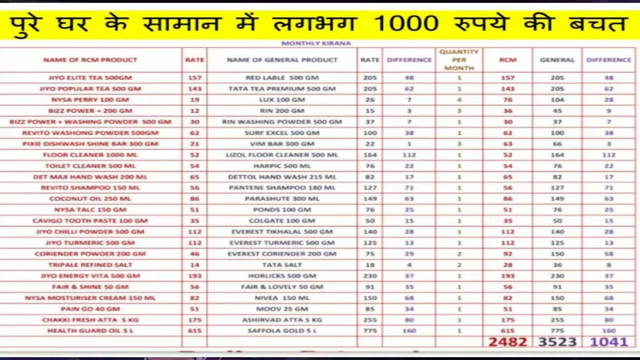 पुरे घर के सामान में लगभग 1000 रुपये की बचत
MONTHLY KIRANA
NAME OF RCM PRODUCT RATE NAME OF GENERAL PRODUCT RATE DIFFERENCE QUANTITY PER MONTH RCM GENERAL DIFFERENCE
JIYO ELITE TEA 500GM 157 RED LABLE 500 GM 205 48 1 157 205 48
JIYO POPULAR TEA 500 GM 143 TATA TEA PREMIUM 500 GM 205 62 1 143 205 62
NYSA PERRY 100 GM 19 LUX 100 GM 26 7 4 76 104 28
BIZZ POWER + 200 GM 12 RIN 200 GM 15 3 3 36 45 9
BIZZ POWER + WASHING POWDER 500 GM 30 RIN WASHING POWDER 500 GM 37 7 1 30 37 7
REVITO WASHONG POWDER 500GM 62 SURF EXCEL 500 GM 100 38 1 62 100 38
PIXIE DISHWASH SHINE BAR 300 GM 21 VIM BAR 300 GM 22 1 3 63 66 3
FLOOR CLEANER 1000 ML 52 LIZOL FLOOR CLEANER 500 ML 164 112 1 52 164 112
TOILET CLEANER 500 ML 54 HARPIC 500 ML 76 22 1 54 76 22
DET MAX HAND WASH 200 ML 65 DETTOL HAND WASH 215 ML 82 17 1 65 82 17
REVITO SHAMPOO 150 ML 56 PANTENE SHAMPOO 180 ML 127 71 1 56 127 71
COCONUT OIL 250 ML 86 PARASHUTE 300 ML 149 63 1 86 149 63
NYSA TALC 150 GM 51 PONDS 100 GM 76 25 1 51 76 25
CAVIGO TOOTH PASTE 100 GM 35 COLGATE 100 GM 50 15 1 35 50 15
JIYO CHILLI POWDER 500 GM 112 EVEREST TIKHALAL 500 GM 140 28 1 112 140 28
JIYO TURMERIC 500 GM 112 EVEREST TURMERIC 500 GM 125 13 1 112 125 13
CORIENDER POWDER 200 GM 46 EVEREST CORIENDER 200 GM 75 29 2 92 150 58
TRIPALE REFINED SALT 14 TATA SALT 18 4 2 28 36 8
JIYO ENERGY VITA 500 GM 193 HORLICKS 500 GM 230 37 1 193 230 37
FAIR & SHINE 50 GM 56 FAIR & LOVELY 50 GM 91 35 1 56 91 35
NYSA MOISTURISER CREAM 150 ML 82 NIVEA 150 ML 150 68 1 82 150 68
PAIN GO 40 GM 51 MOOV 25 GM 85 34 1 51 85 34
CHAKKI FRESH ATTA 5 KG 175 ASHIRVAD ATTA 5 KG 255 80 1 175 255 80
HEALTH GUARD OIL 5 L 615 SAFFOLA GOLD 5 L 775 160 1 615 775 160
2482 3523 1041